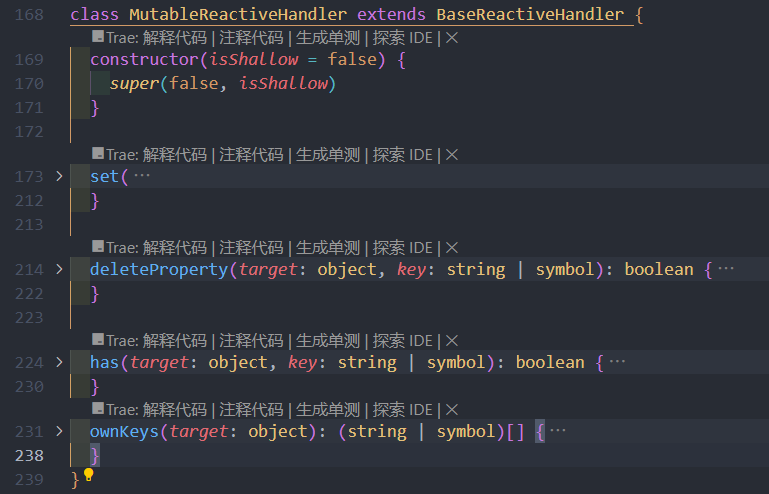 168 class MutableReactiveHandler extends BaseReactiveHandler {
Trae: 解释代码 | 注释代码 | 生成单测 | 探索 IDE | ×
169 constructor(isShallow = false) {
170 super(false, isShallow)
171 }
172
Trae: 解释代码 | 注释代码 | 生成单测 | 探索 IDE | ×
173 > set( ···
212 }
213
Trae: 解释代码 | 注释代码 | 生成单测 | 探索 IDE | ×
214 > deleteProperty(target: object, key: string | symbol): boolean { ···
222 }
223
Trae: 解释代码 | 注释代码 | 生成单测 | 探索 IDE | ×
224 > has(target: object, key: string | symbol): boolean { ···
230 }
Trae: 解释代码 | 注释代码 | 生成单测 | 探索 IDE | ×
231 > ownKeys(target: object): (string | symbol)[] { ···
238 }
239 }